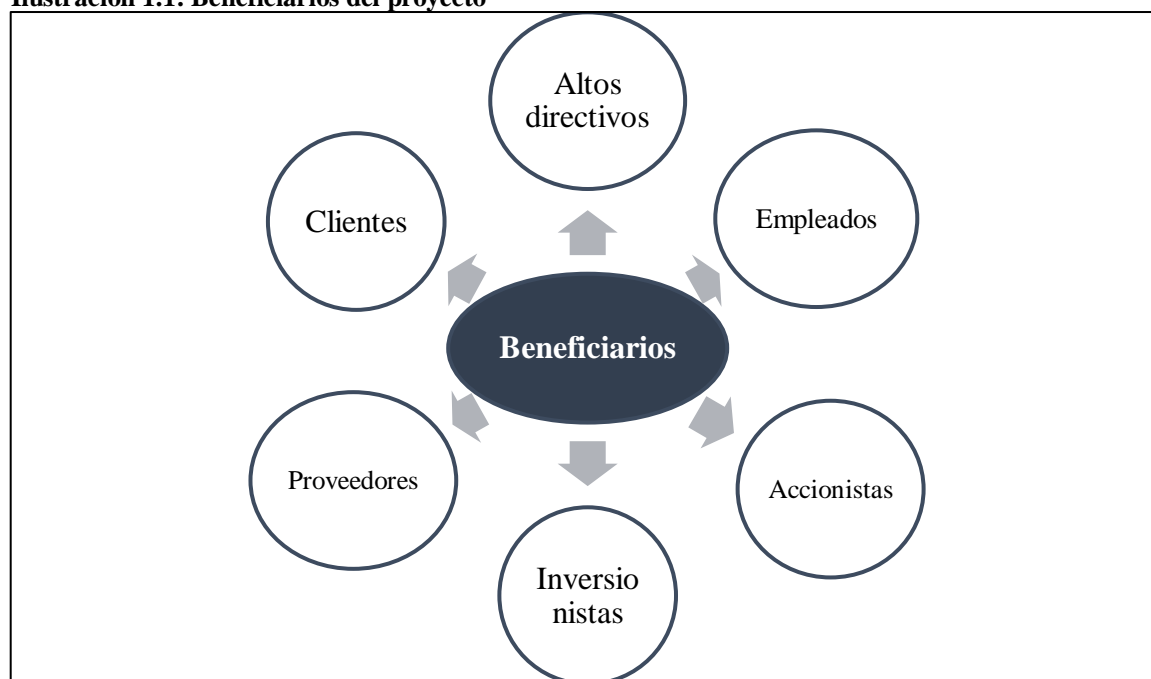 Ilustración 1.1: Beneficiarios del proyecto
Altos
directivos
Clientes
Empleados
Beneficiarios
Proveedores
Accionistas
Inversio
nistas